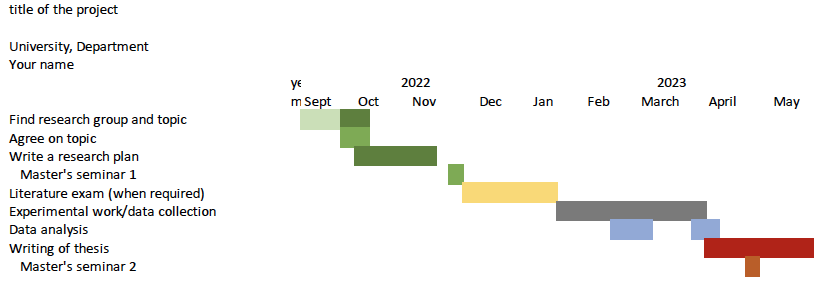 title of the project
University, Department
Your name
ye 2022 2023
m Sept Oct Nov Dec Jan Feb March April May
Find research group and topic
Agree on topic
Write a research plan
Master's seminar 1
Literature exam (when required)
Experimental work/data collection
Data analysis
Writing of thesis
Master's seminar 2